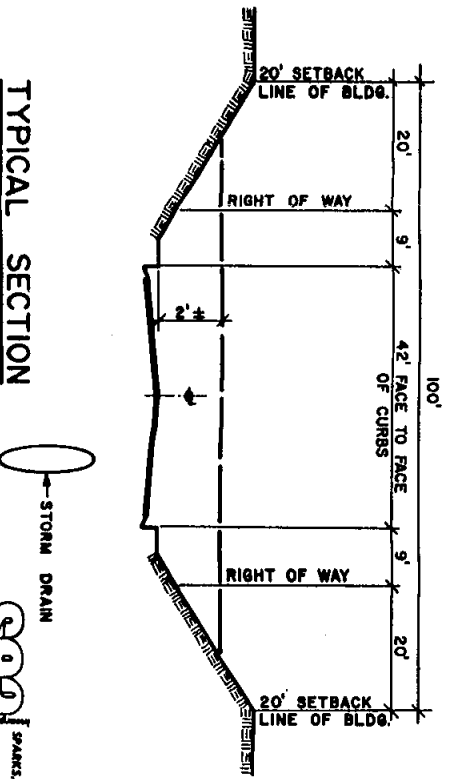 100'
20'
9'
42' FACE TO FACE
OF CURBS
9'
20'
20' SETBACK
LINE OF BLDG.
RIGHT OF WAY
2' ±
RIGHT OF WAY
20' SETBACK
LINE OF BLDG.
TYPICAL SECTION
STORM DRAIN
SPARKS,